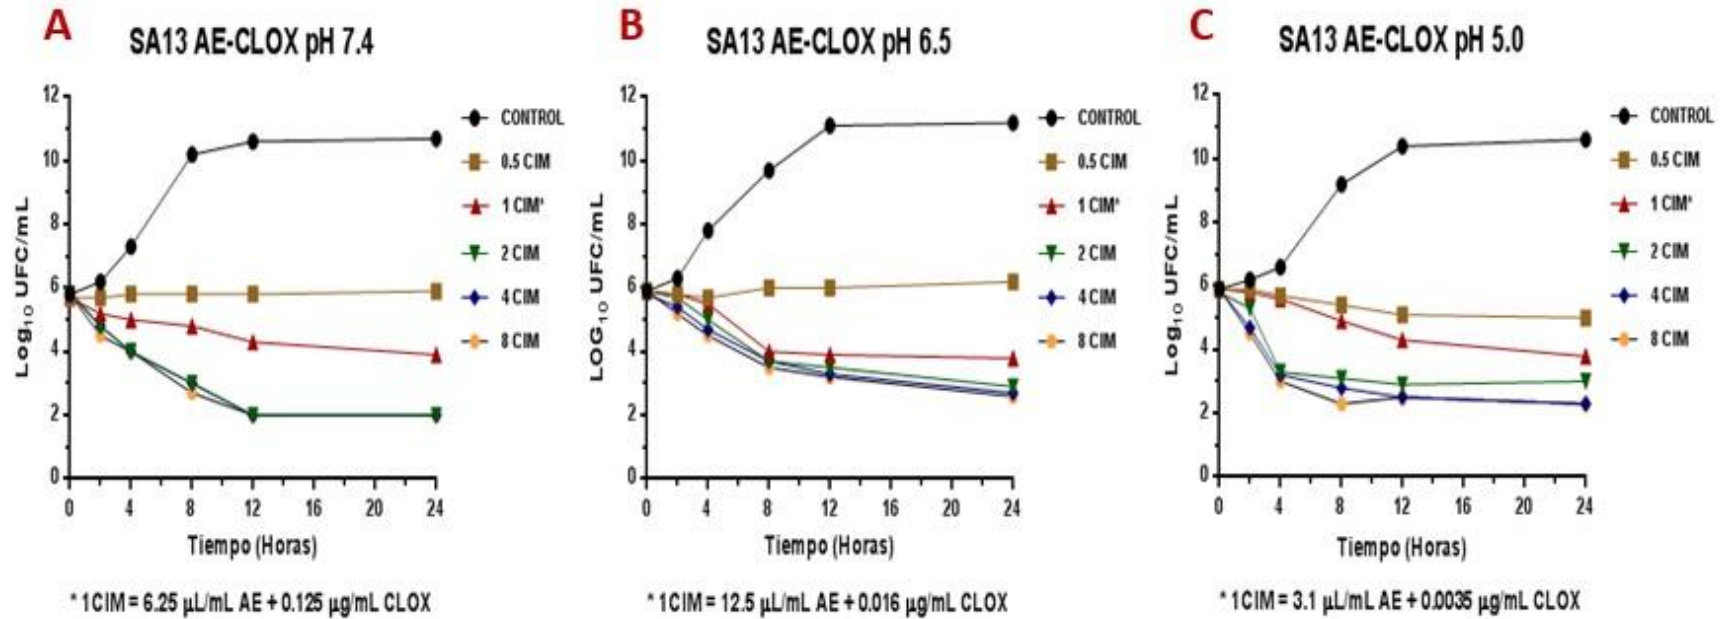 A
SA13 AE-CLOX pH 7.4
12
10
8
6
4
2
0
Log10 UFC/mL
0 4 8 12 16 20 24
Tiempo (Horas)
CONTROL
0.5 CIM
1 CIM*
2 CIM
4 CIM
8 CIM
* 1CIM = 6.25 µL/mL AE + 0.125 µg/mL CLOX
B
SA13 AE-CLOX pH 6.5
12
10
8
6
4
2
0
LOG10 UFC/mL
0 4 8 12 16 20 24
Tiempo (Horas)
CONTROL
0.5 CIM
1 CIM*
2 CIM
4 CIM
8 CIM
* 1CIM = 12.5 µL/mL AE + 0.016 µg/mL CLOX
C
SA13 AE-CLOX pH 5.0
12
10
8
6
4
2
0
Log10 UFC/mL
0 4 8 12 16 20 24
Tiempo (Horas)
CONTROL
0.5 CIM
1 CIM*
2 CIM
4 CIM
8 CIM
* 1CIM = 3.1 µL/mL AE + 0.0035 µg/mL CLOX